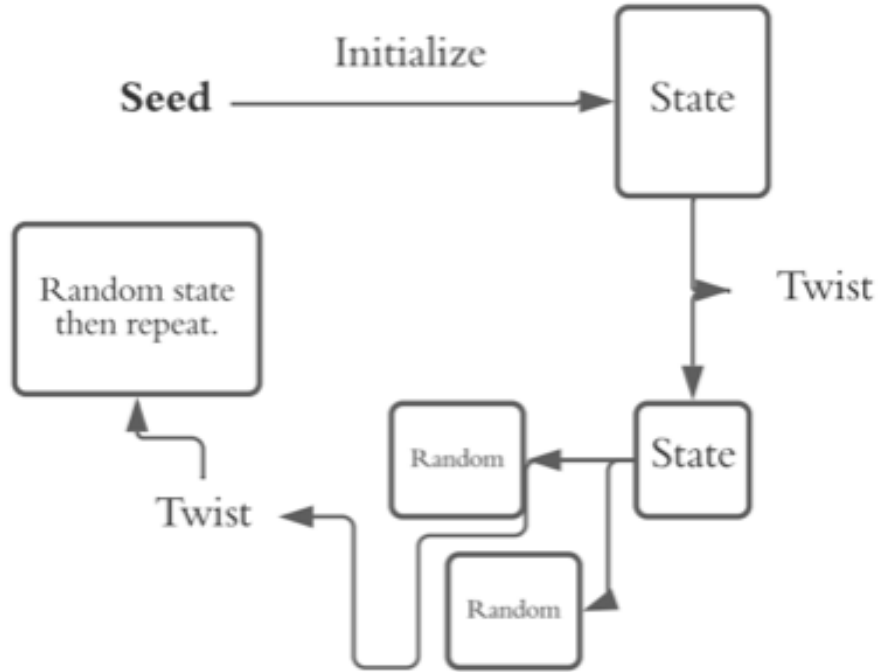 Initialize
Seed
State
Twist
Random state
then repeat.
Random
State
Twist
Random